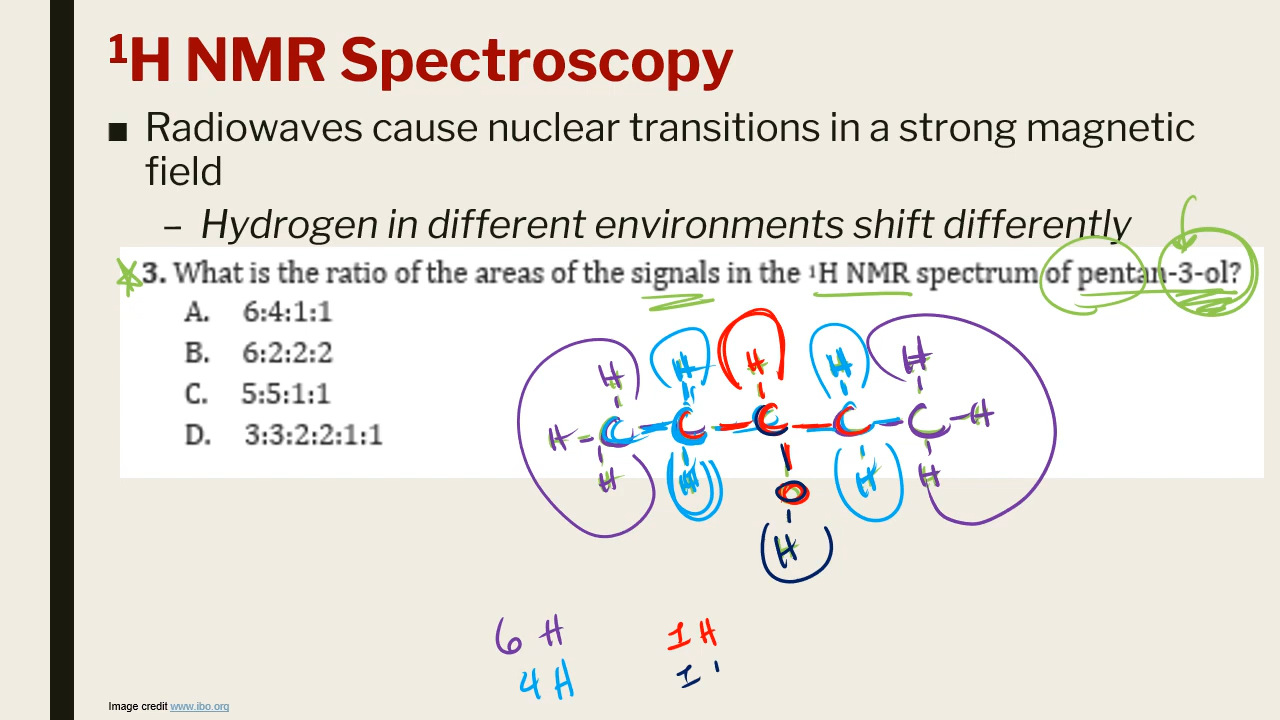 ¹H NMR Spectroscopy
■ Radiowaves cause nuclear transitions in a strong magnetic
field
– Hydrogen in different environments shift differently
3. What is the ratio of the areas of the signals in the ¹H NMR spectrum of pentan-3-ol?
A. 6:4:1:1
B. 6:2:2:2
C. 5:5:1:1
D. 3:3:2:2:1:1
H H H H H
H - C - C - C - C - C - H
H H O H H
H
6 H 1 H
4 H 1
Image credit www.ibo.org